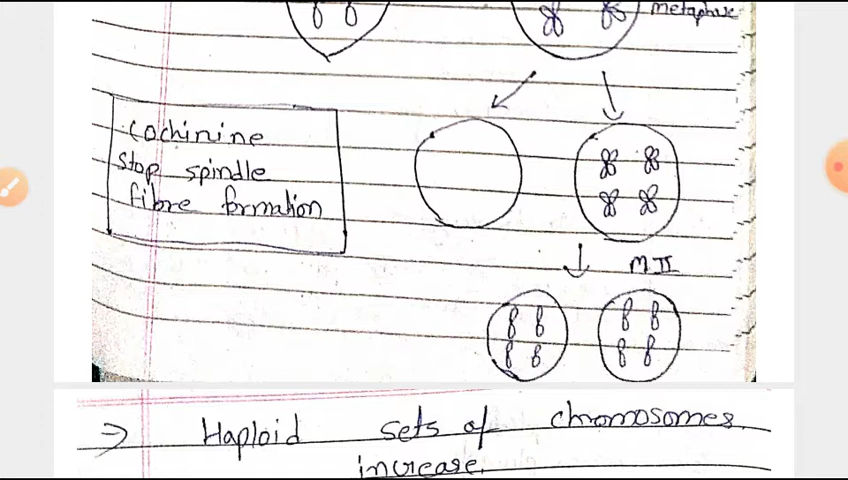 metaphase
cochinine
stop spindle
fibre formation
M II
=> Haploid sets of chromosomes
increase.